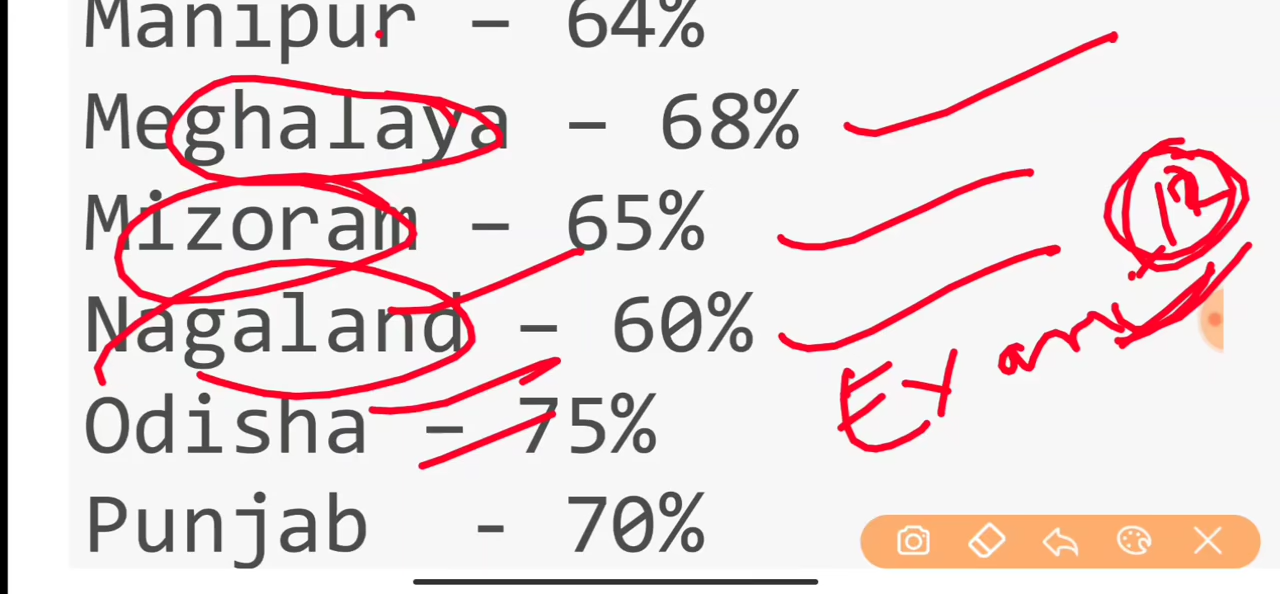 Manipur – 64%
Meghalaya – 68%
Mizoram – 65%
12
Nagaland – 60%
Exam
Odisha – 75%
Punjab - 70%